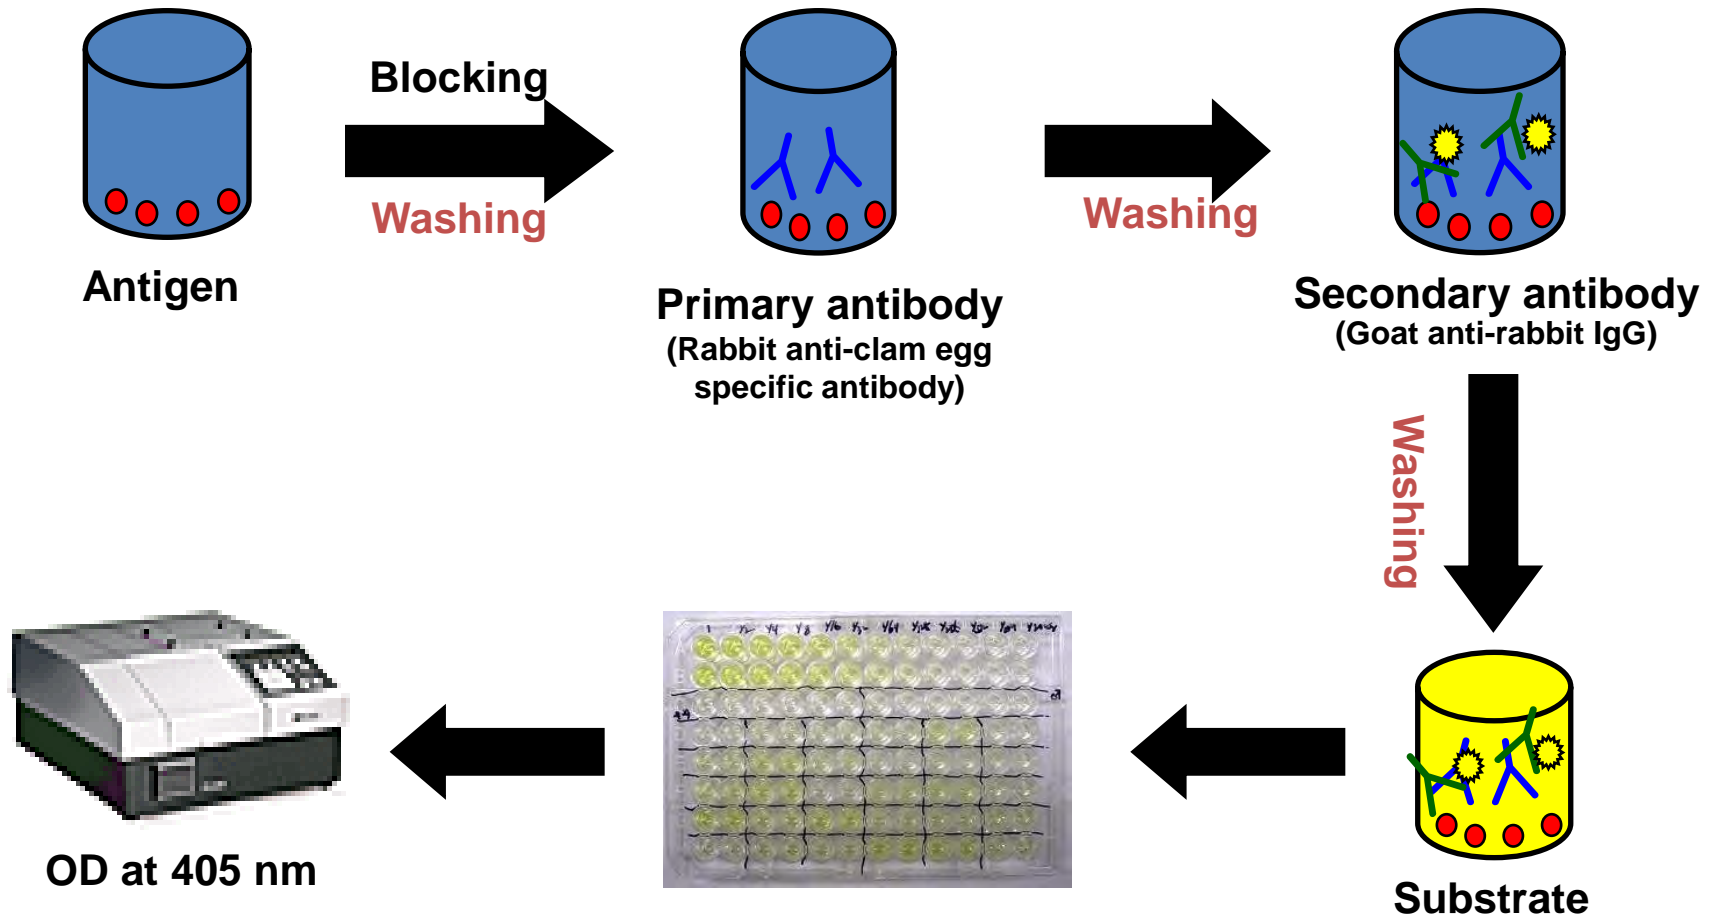 Blocking
Washing
Antigen
Primary antibody
(Rabbit anti-clam egg
specific antibody)
Washing
Secondary antibody
(Goat anti-rabbit IgG)
Washing
Substrate
OD at 405 nm